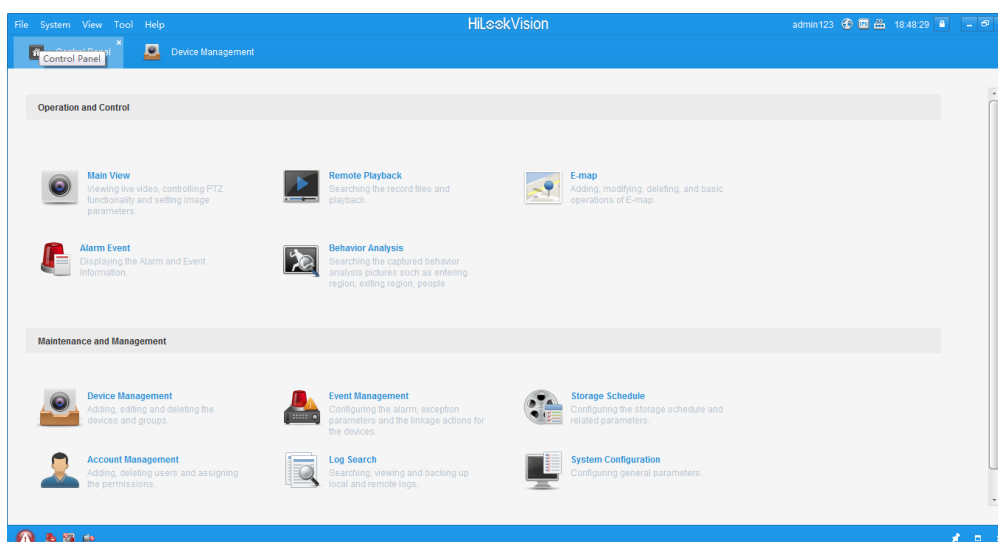 File System View Tool Help HiLookVision admin123 18:48:29
Control Panel Device Management
Control Panel
Operation and Control
Main View
Viewing live video, controlling PTZ
functionality and setting image
parameters.
Remote Playback
Searching the record files and
playback.
E-map
Adding, modifying, deleting, and basic
operations of E-map.
Alarm Event
Displaying the Alarm and Event
Information.
Behavior Analysis
Searching the captured behavior
analysis pictures such as entering
region, exiting region, people
Maintenance and Management
Device Management
Adding, editing and deleting the
devices and groups.
Event Management
Configuring the alarm, exception
parameters and the linkage actions for
the devices.
Storage Schedule
Configuring the storage schedule and
related parameters.
Account Management
Adding, deleting users and assigning
the permissions.
Log Search
Searching, viewing and backing up
local and remote logs.
System Configuration
Configuring general parameters.